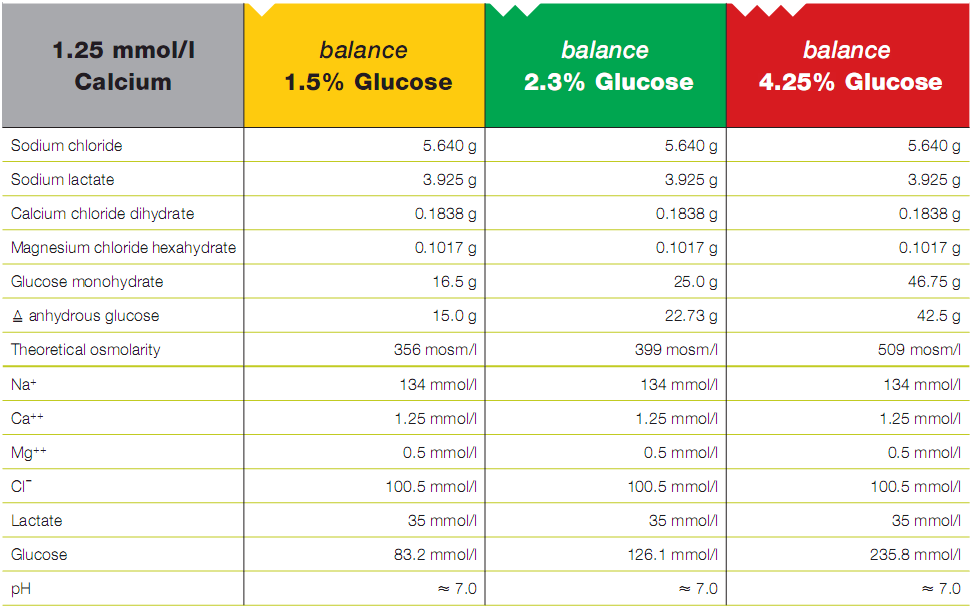 1.25 mmol/l
Calcium
balance
1.5% Glucose
balance
2.3% Glucose
balance
4.25% Glucose
Sodium chloride 5.640 g 5.640 g 5.640 g
Sodium lactate 3.925 g 3.925 g 3.925 g
Calcium chloride dihydrate 0.1838 g 0.1838 g 0.1838 g
Magnesium chloride hexahydrate 0.1017 g 0.1017 g 0.1017 g
Glucose monohydrate 16.5 g 25.0 g 46.75 g
≙ anhydrous glucose 15.0 g 22.73 g 42.5 g
Theoretical osmolarity 356 mosm/l 399 mosm/l 509 mosm/l
Na⁺ 134 mmol/l 134 mmol/l 134 mmol/l
Ca⁺⁺ 1.25 mmol/l 1.25 mmol/l 1.25 mmol/l
Mg⁺⁺ 0.5 mmol/l 0.5 mmol/l 0.5 mmol/l
Cl⁻ 100.5 mmol/l 100.5 mmol/l 100.5 mmol/l
Lactate 35 mmol/l 35 mmol/l 35 mmol/l
Glucose 83.2 mmol/l 126.1 mmol/l 235.8 mmol/l
pH ≈ 7.0 ≈ 7.0 ≈ 7.0